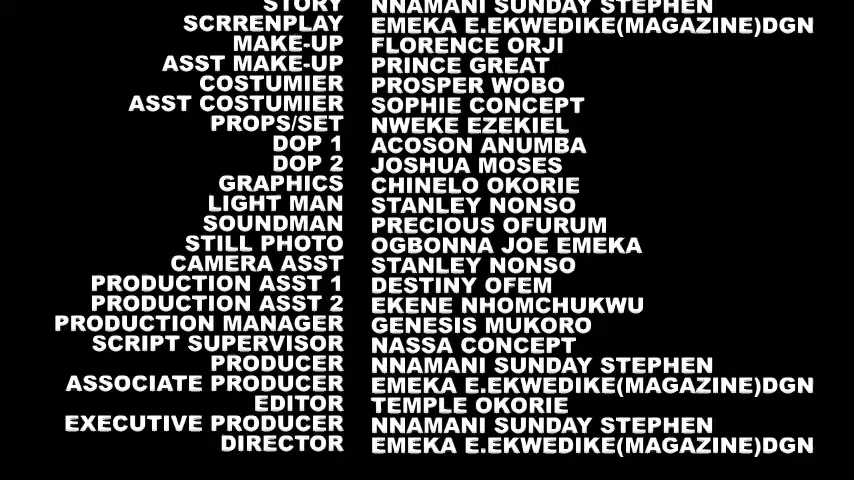 STORY NNAMANI SUNDAY STEPHEN
SCRRENPLAY EMEKA E.EKWEDIKE(MAGAZINE)DGN
MAKE-UP FLORENCE ORJI
ASST MAKE-UP PRINCE GREAT
COSTUMIER PROSPER WOBO
ASST COSTUMIER SOPHIE CONCEPT
PROPS/SET NWEKE EZEKIEL
DOP 1 ACOSON ANUMBA
DOP 2 JOSHUA MOSES
GRAPHICS CHINELO OKORIE
LIGHT MAN STANLEY NONSO
SOUNDMAN PRECIOUS OFURUM
STILL PHOTO OGBONNA JOE EMEKA
CAMERA ASST STANLEY NONSO
PRODUCTION ASST 1 DESTINY OFEM
PRODUCTION ASST 2 EKENE NHOMCHUKWU
PRODUCTION MANAGER GENESIS MUKORO
SCRIPT SUPERVISOR NASSA CONCEPT
PRODUCER NNAMANI SUNDAY STEPHEN
ASSOCIATE PRODUCER EMEKA E.EKWEDIKE(MAGAZINE)DGN
EDITOR TEMPLE OKORIE
EXECUTIVE PRODUCER NNAMANI SUNDAY STEPHEN
DIRECTOR EMEKA E.EKWEDIKE(MAGAZINE)DGN